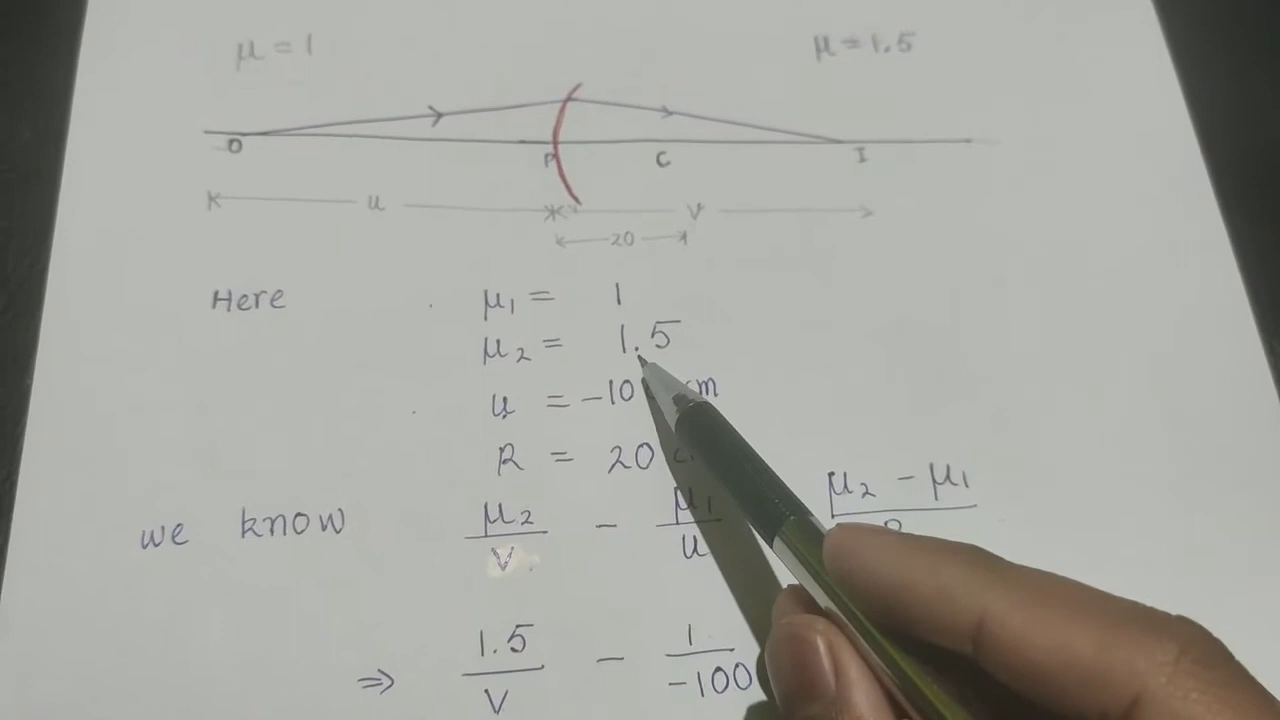 μ = 1 μ = 1.5
O P C I
u v
20
Here μ₁ = 1
μ₂ = 1.5
u = -10 cm
R = 20 c
we know μ₂/v - μ₁/u μ₂ - μ₁
⇒ 1.5/v - 1/-100